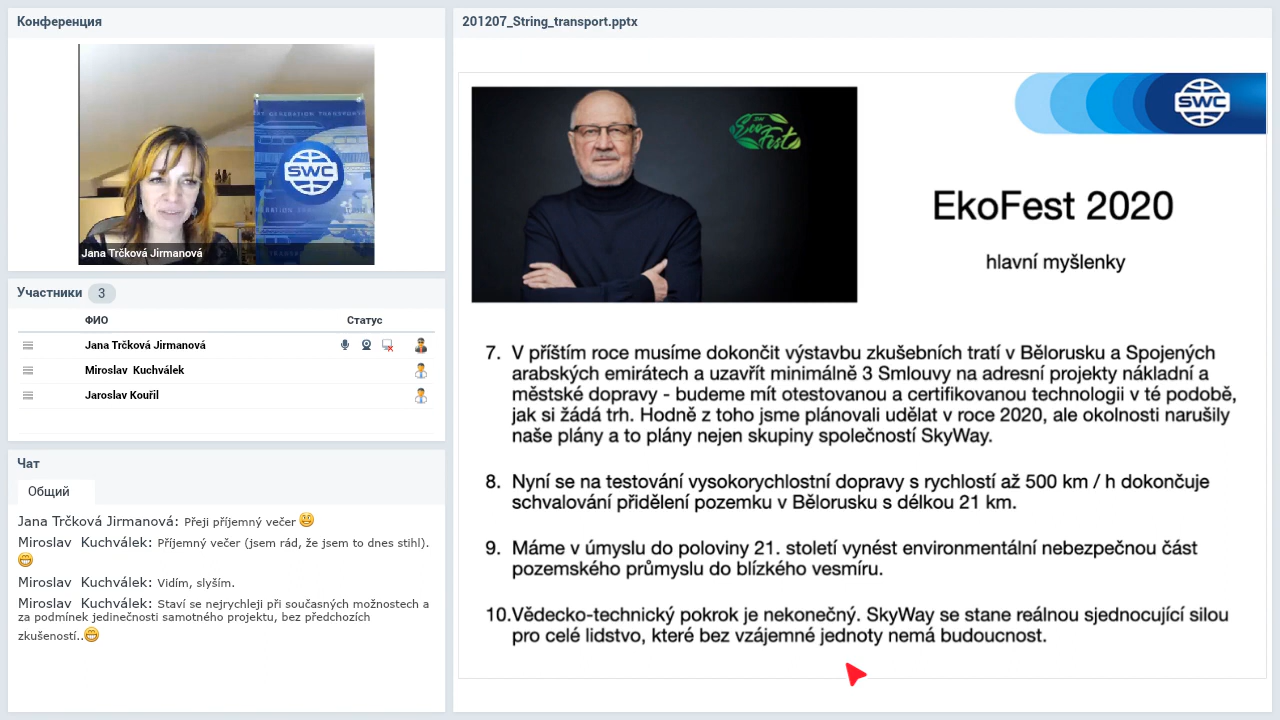 Конференция
Jana Trčková Jirmanová
SWC
Участники 3
ФИО Статус
Jana Trčková Jirmanová
Miroslav Kuchválek
Jaroslav Kouřil
Чат
Общий
Jana Trčková Jirmanová: Přeji příjemný večer
Miroslav Kuchválek: Příjemný večer (jsem rád, že jsem to dnes stihl).
Miroslav Kuchválek: Vidím, slyším.
Miroslav Kuchválek: Staví se nejrychleji při současných možnostech a
za podmínek jedinečnosti samotného projektu, bez předchozích
zkušeností..
201207_String_transport.pptx
SW
Eco
Fest
SWC
EkoFest 2020
hlavní myšlenky
7. V příštím roce musíme dokončit výstavbu zkušebních tratí v Bělorusku a Spojených
arabských emirátech a uzavřít minimálně 3 Smlouvy na adresní projekty nákladní a
městské dopravy - budeme mít otestovanou a certifikovanou technologii v té podobě,
jak si žádá trh. Hodně z toho jsme plánovali udělat v roce 2020, ale okolnosti narušily
naše plány a to plány nejen skupiny společností SkyWay.
8. Nyní se na testování vysokorychlostní dopravy s rychlostí až 500 km / h dokončuje
schvalování přidělení pozemku v Bělorusku s délkou 21 km.
9. Máme v úmyslu do poloviny 21. století vynést environmentální nebezpečnou část
pozemského průmyslu do blízkého vesmíru.
10.Vědecko-technický pokrok je nekonečný. SkyWay se stane reálnou sjednocující silou
pro celé lidstvo, které bez vzájemné jednoty nemá budoucnost.